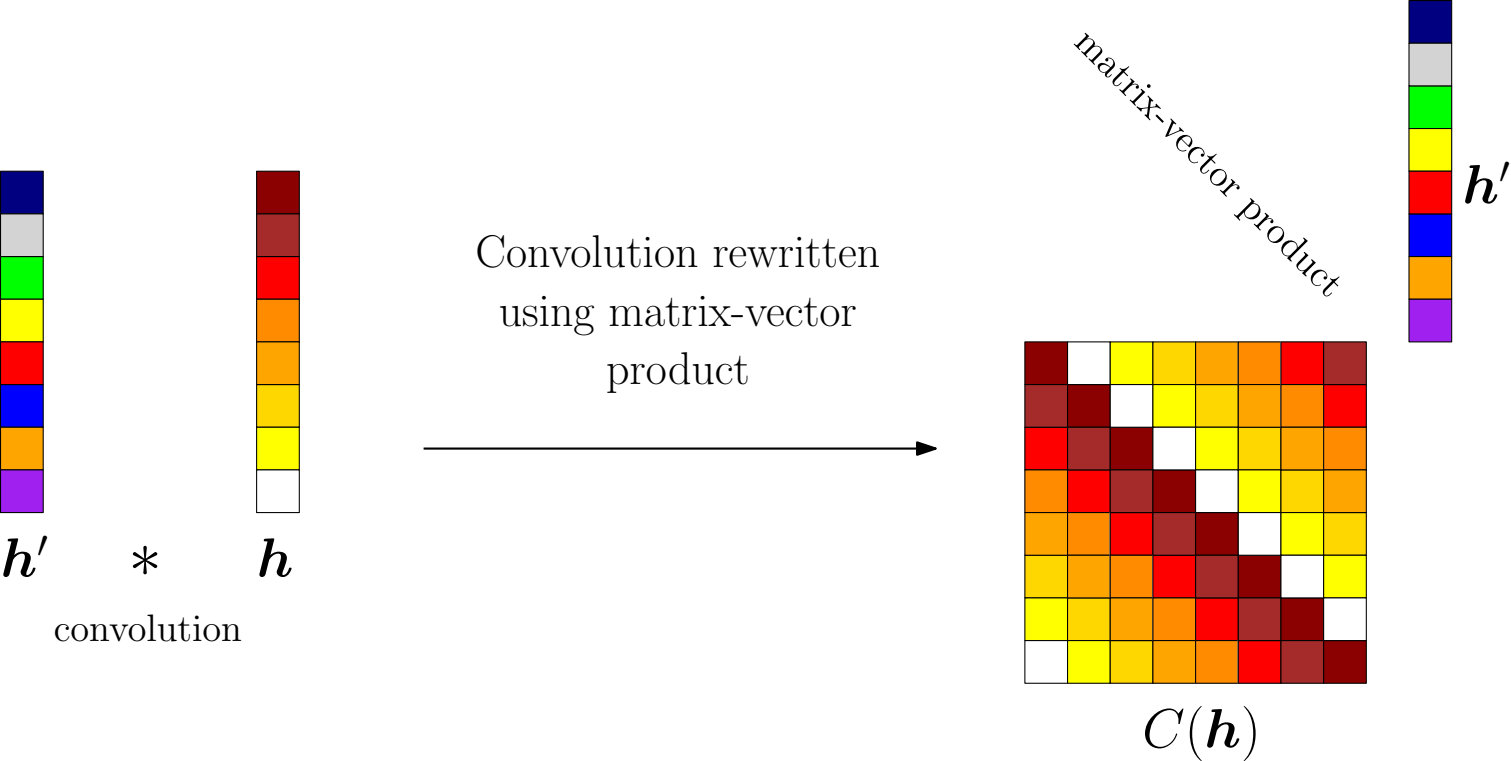 h′ * h
convolution
Convolution rewritten
using matrix-vector
product
matrix-vector product
h′
C(h)